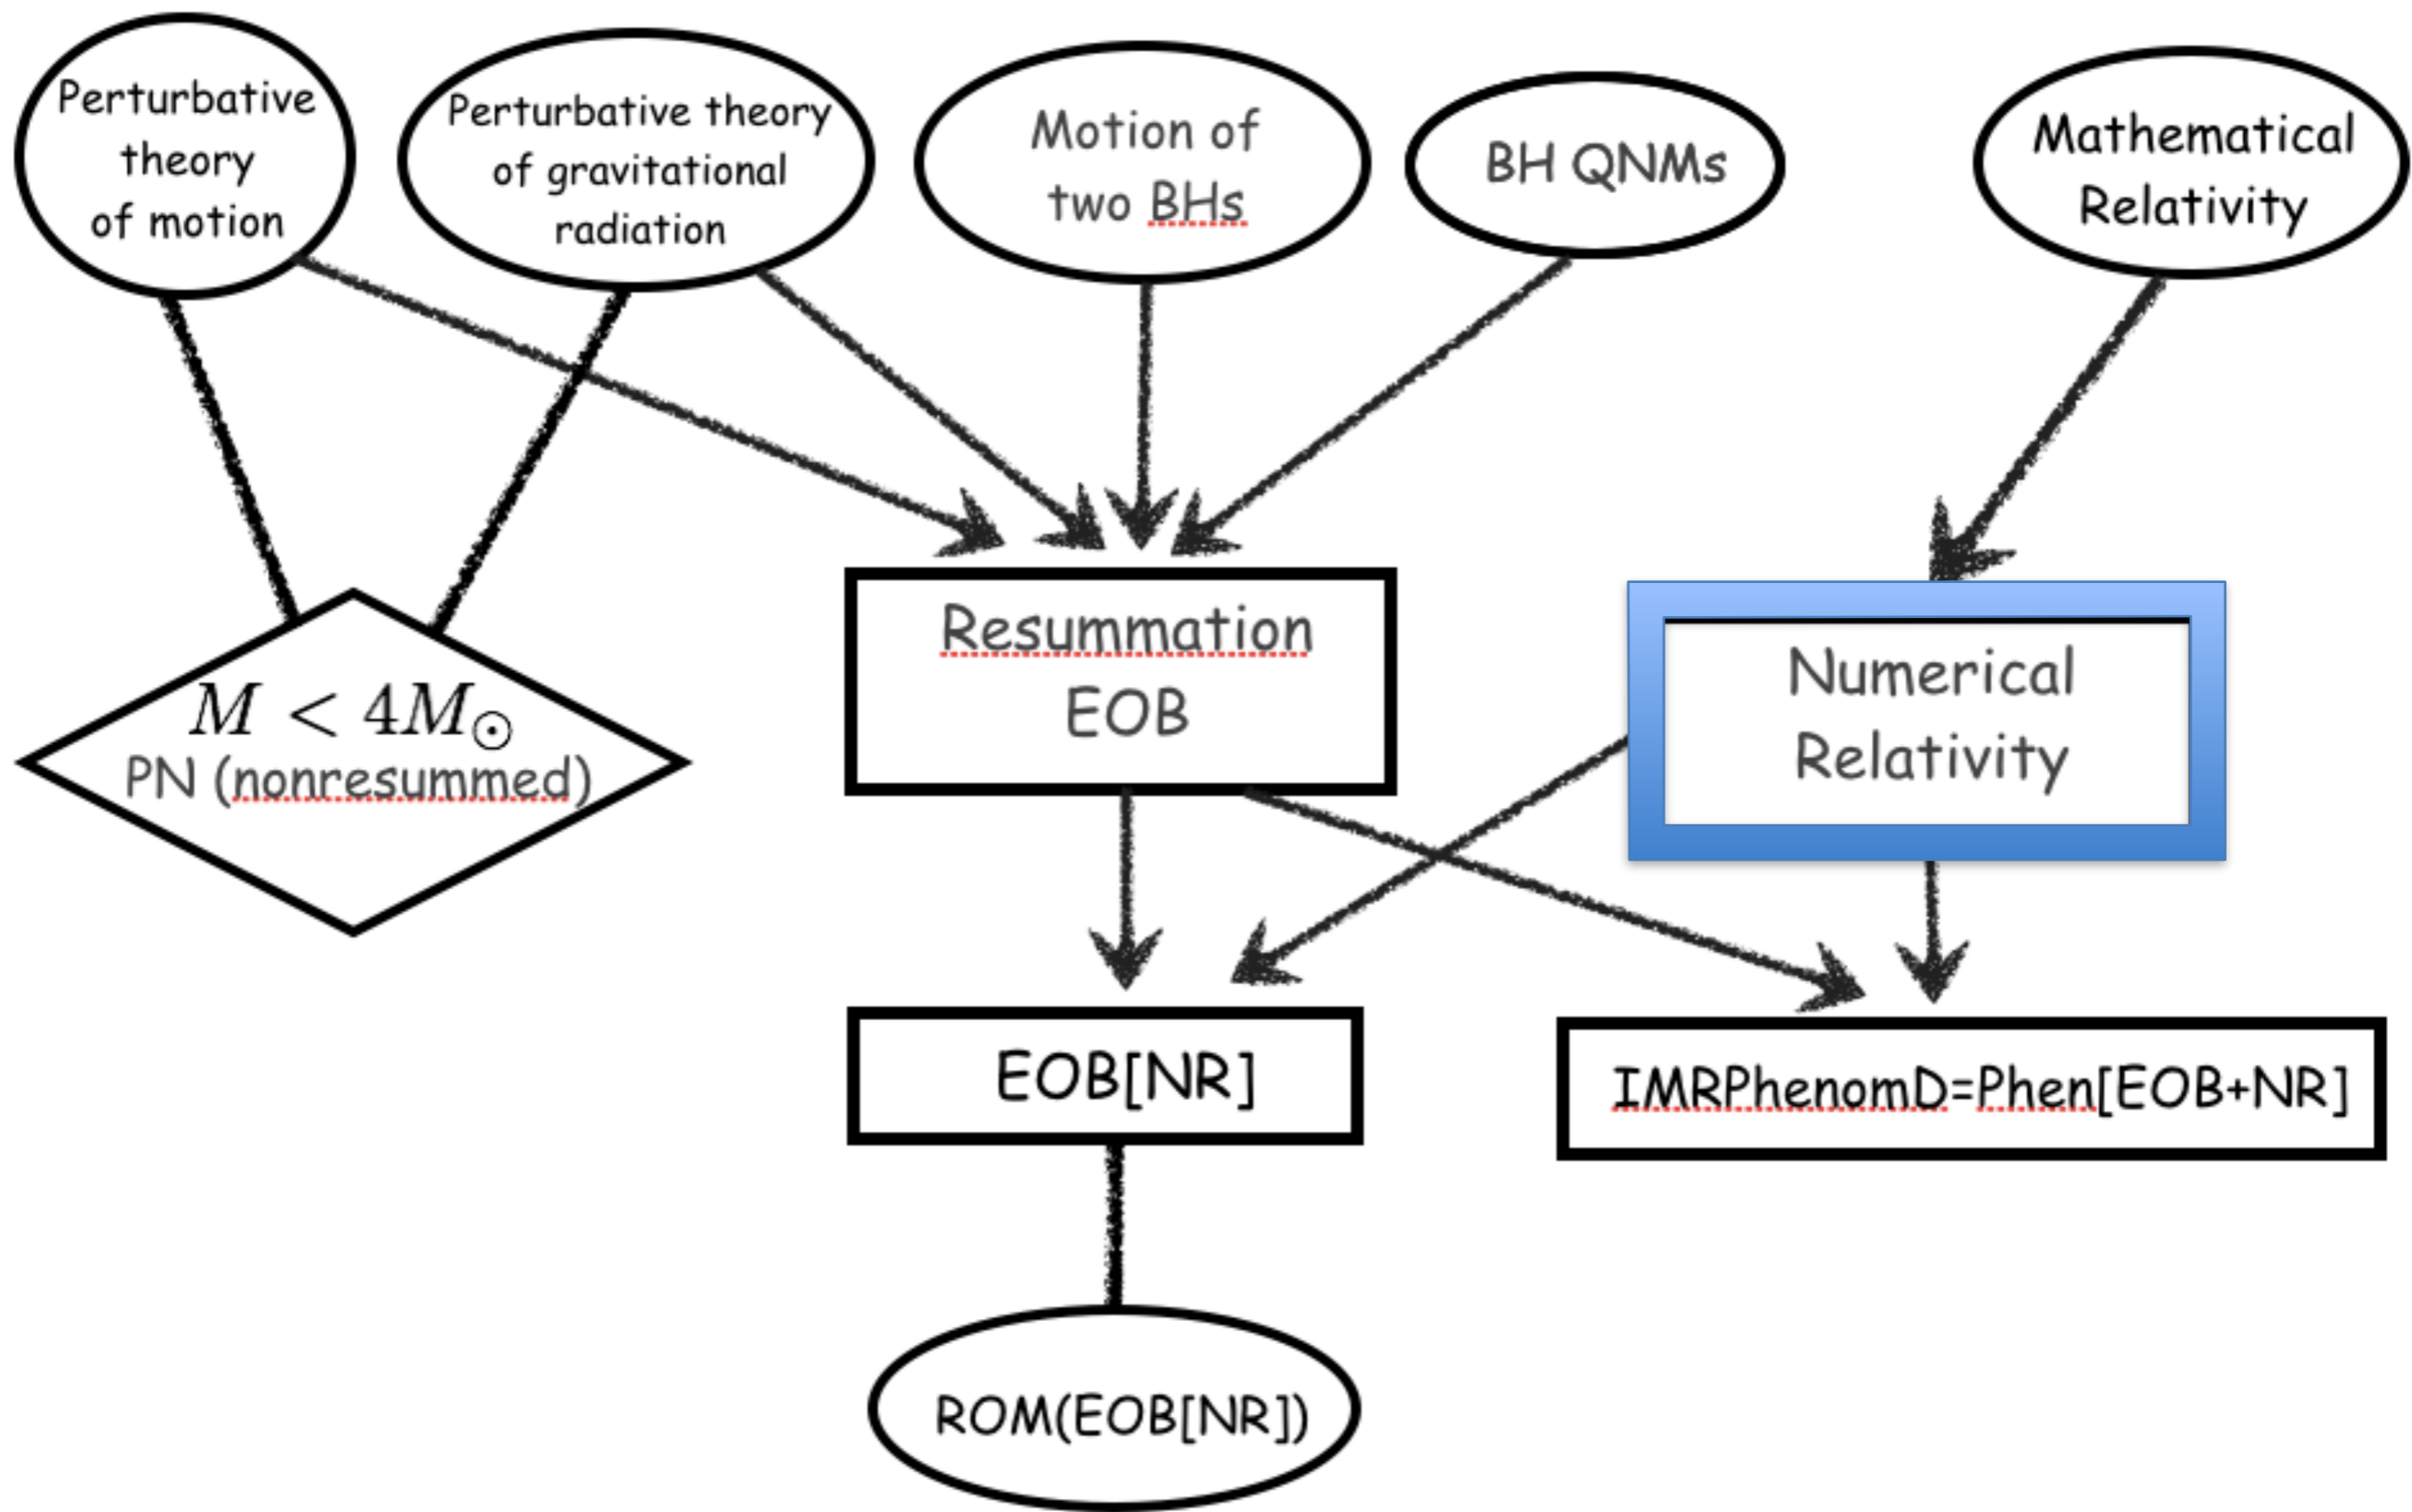 Perturbative
theory
of motion
Perturbative theory
of gravitational
radiation
Motion of
two BHs
BH QNMs
Mathematical
Relativity
M < 4M☉
PN (nonresummed)
Resummation
EOB
Numerical
Relativity
EOB[NR]
IMRPhenomD=Phen[EOB+NR]
ROM(EOB[NR])